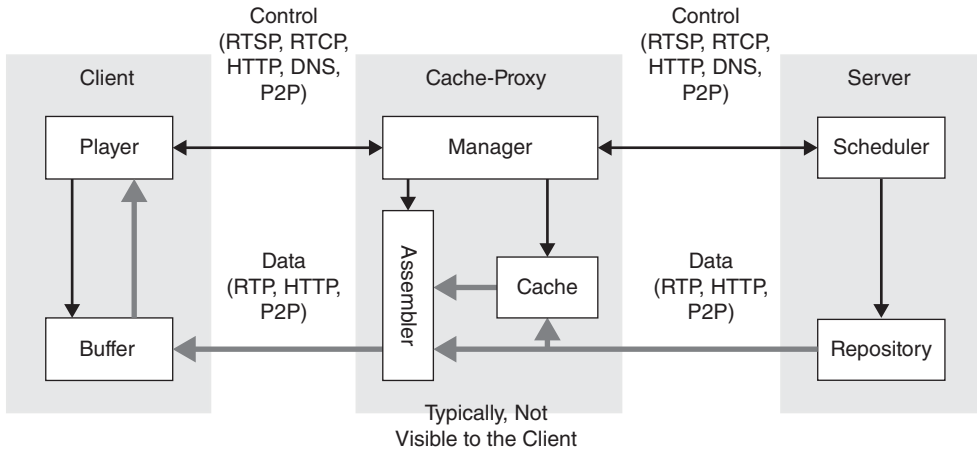 Control
(RTSP, RTCP,
HTTP, DNS,
P2P)
Control
(RTSP, RTCP,
HTTP, DNS,
P2P)
Client
Cache-Proxy
Server
Player
Manager
Scheduler
Assembler
Data
(RTP, HTTP,
P2P)
Cache
Data
(RTP, HTTP,
P2P)
Buffer
Repository
Typically, Not
Visible to the Client